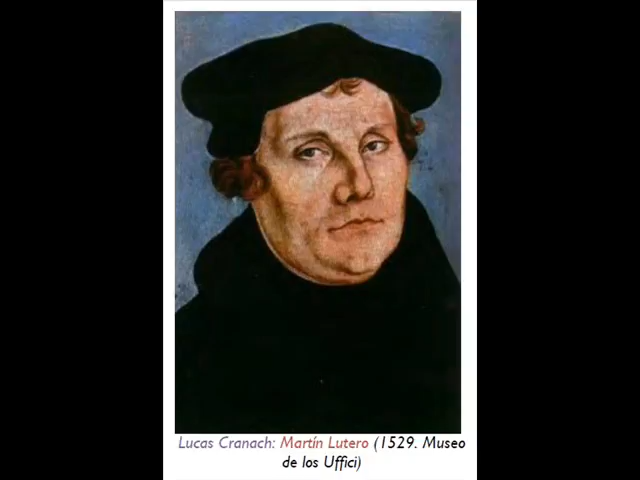 Lucas Cranach: Martín Lutero (1529. Museo
de los Uffici)